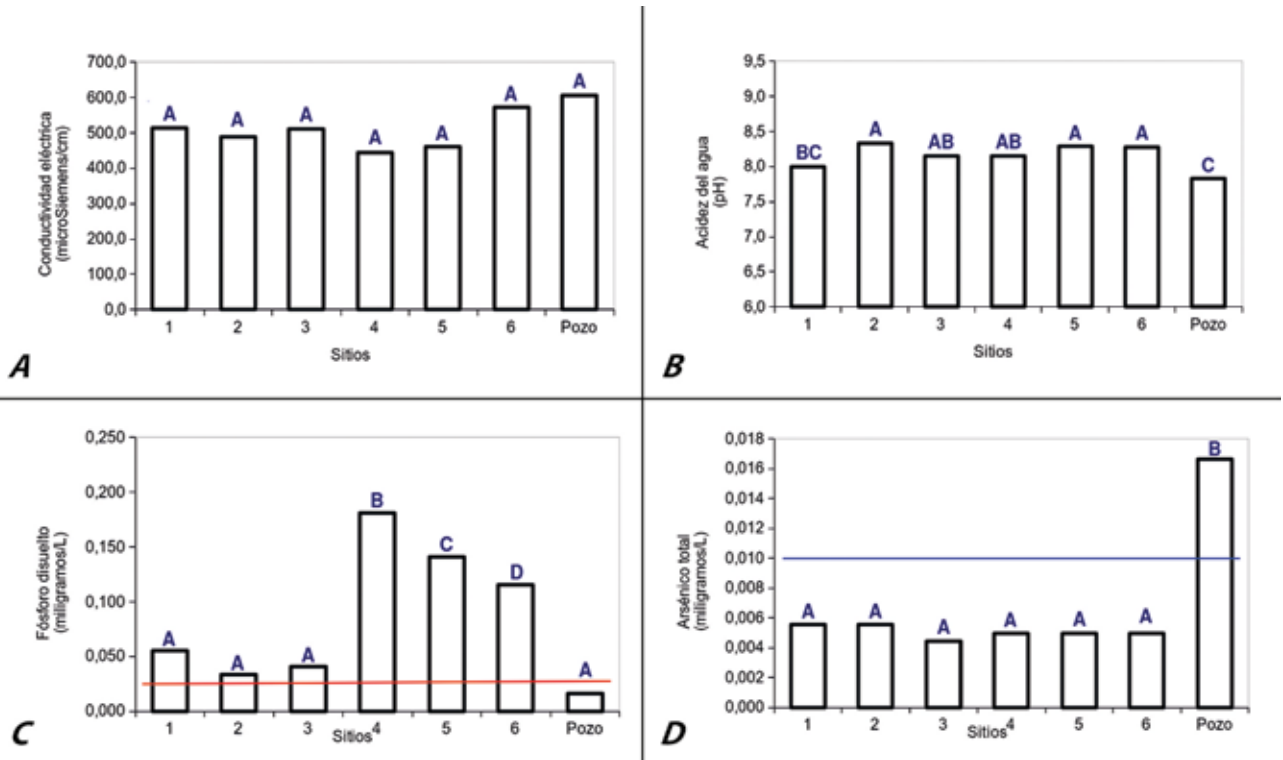 Conductividad eléctrica
(microSiemens/cm)
700,0
600,0
500,0
400,0
300,0
200,0
100,0
0,0
A
A
A
A
A
A
A
1 2 3 4 5 6 Pozo
Sitios
A
Acidez del agua
(pH)
9,5
9,0
8,5
8,0
7,5
7,0
6,5
6,0
BC
A
AB
AB
A
A
C
1 2 3 4 5 6 Pozo
Sitios
B
Fósforo disuelto
(miligramos/L)
0,250
0,200
0,150
0,100
0,050
0,000
A
A
A
B
C
D
A
1 2 3 4 5 6 Pozo
Sitios
C
Arsénico total
(miligramos/L)
0,018
0,016
0,014
0,012
0,010
0,008
0,006
0,004
0,002
0,000
A
A
A
A
A
A
B
1 2 3 4 5 6 Pozo
Sitios
D